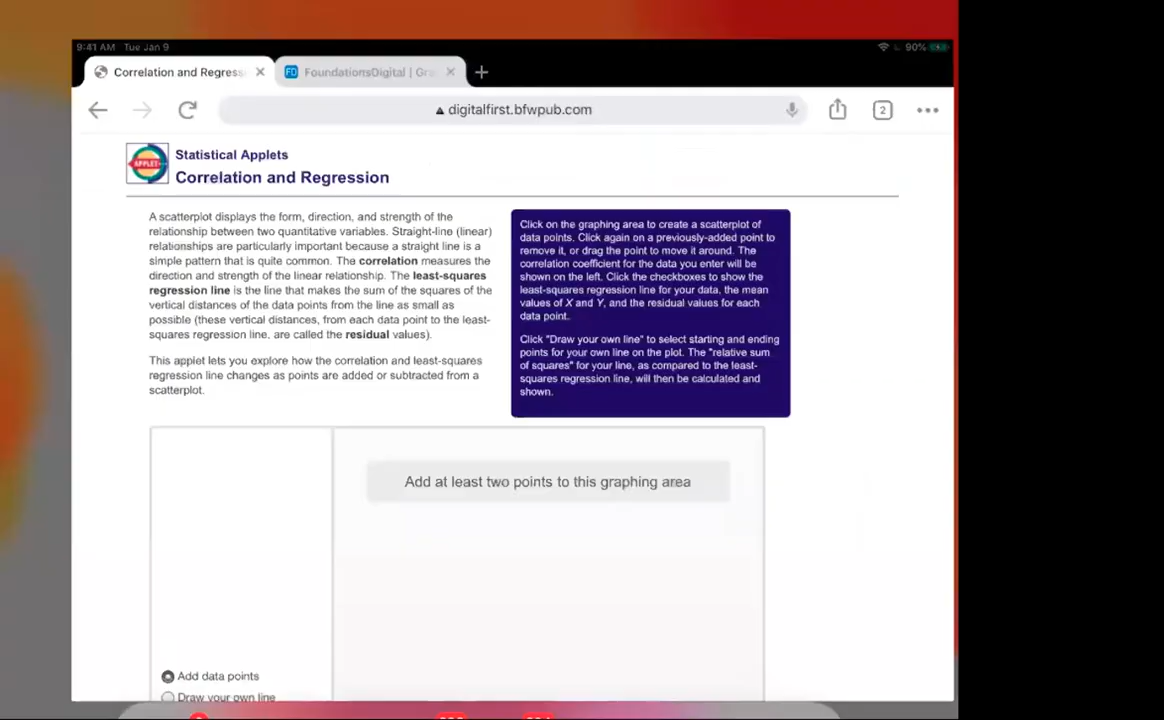 9:41 AM Tue Jan 9
90%
Correlation and Regress
FD FoundationsDigital | Gra
digitalfirst.bfwpub.com
2
APPLET
Statistical Applets
Correlation and Regression
A scatterplot displays the form, direction, and strength of the
relationship between two quantitative variables. Straight-line (linear)
relationships are particularly important because a straight line is a
simple pattern that is quite common. The correlation measures the
direction and strength of the linear relationship. The least-squares
regression line is the line that makes the sum of the squares of the
vertical distances of the data points from the line as small as
possible (these vertical distances, from each data point to the least-
squares regression line, are called the residual values).
This applet lets you explore how the correlation and least-squares
regression line changes as points are added or subtracted from a
scatterplot.
Click on the graphing area to create a scatterplot of
data points. Click again on a previously-added point to
remove it, or drag the point to move it around. The
correlation coefficient for the data you enter will be
shown on the left. Click the checkboxes to show the
least-squares regression line for your data, the mean
values of X and Y, and the residual values for each
data point.
Click "Draw your own line" to select starting and ending
points for your own line on the plot. The "relative sum
of squares" for your line, as compared to the least-
squares regression line, will then be calculated and
shown.
Add at least two points to this graphing area
Add data points
Draw your own line